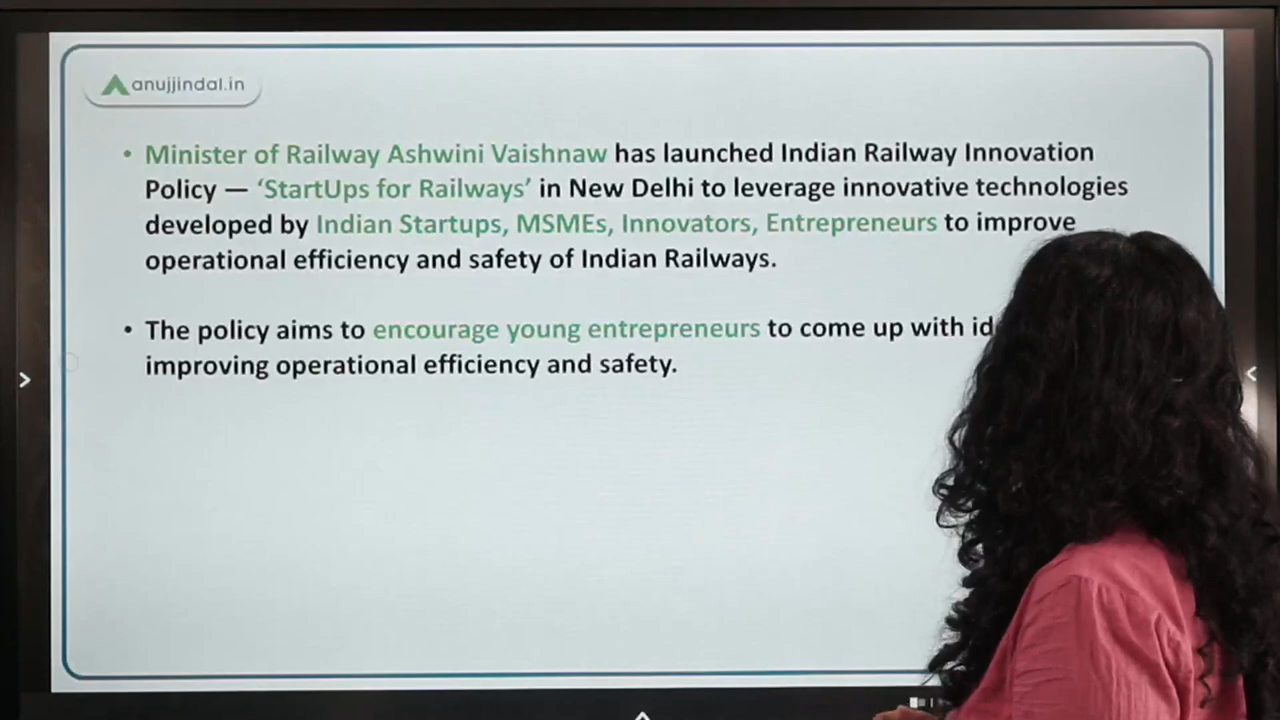 anujjindal.in
• Minister of Railway Ashwini Vaishnaw has launched Indian Railway Innovation
Policy — ‘StartUps for Railways’ in New Delhi to leverage innovative technologies
developed by Indian Startups, MSMEs, Innovators, Entrepreneurs to improve
operational efficiency and safety of Indian Railways.
• The policy aims to encourage young entrepreneurs to come up with
improving operational efficiency and safety.